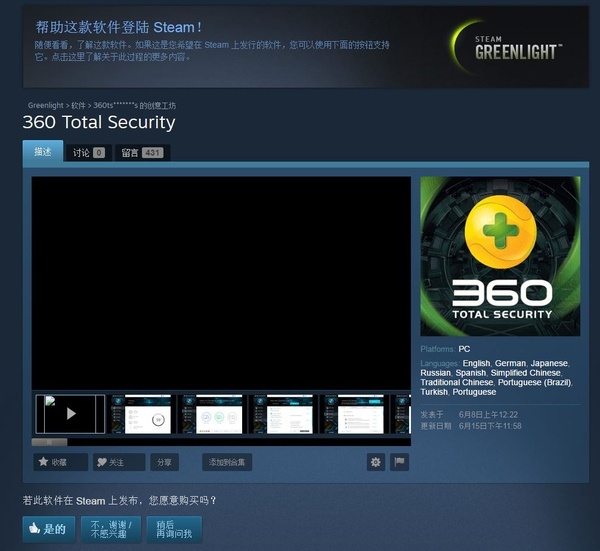 帮助这款软件登陆 Steam！
随便看看，了解这款软件。如果这是您希望在 Steam 上发行的软件，您可以使用下面的按钮支持
它。点击这里了解关于此过程的更多内容。
STEAM
GREENLIGHT™
Greenlight > 软件 > 360ts*******s 的创意工坊
360 Total Security
描述
讨论 0
留言 431
360
TOTAL SECURITY
Platforms: PC
Languages: English, German, Japanese,
Russian, Spanish, Simplified Chinese,
Traditional Chinese, Portuguese (Brazil),
Turkish, Portuguese
发表于 6月8日上午12:22
更新日期 6月15日下午11:58
收藏
关注
分享
添加到合集
若此软件在 Steam 上发布，您愿意购买吗？
是的
不，谢谢 /
不感兴趣
稍后
再询问我